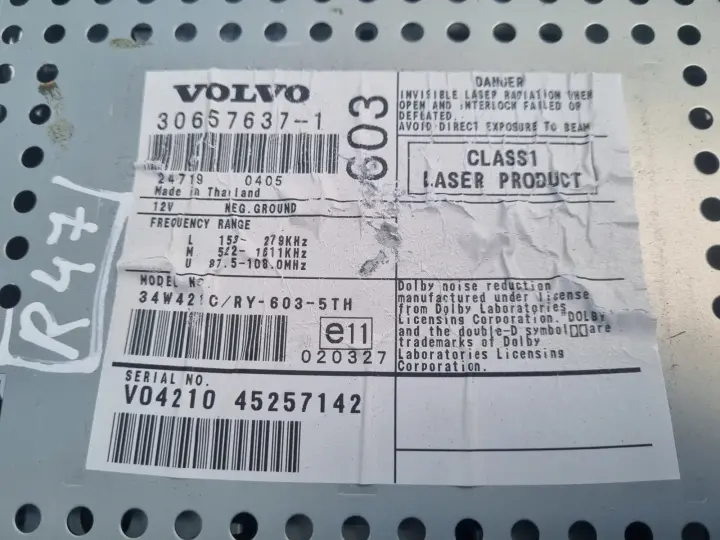 VOLVO
30657637-1
24719 0405
Made in Thailand
12V NEG.GROUND
FREQUENCY RANGE
L 153- 279KHz
M 522- 1611KHz
U 87.5-108.0MHz
MODEL NO.
34W421C/RY-603-5TH
e11
020327
SERIAL NO.
V04210 45257142
603
DANGER
INVISIBLE LASER RADIATION WHEN
OPEN AND INTERLOCK FAILED OR
DEFEATED.
AVOID DIRECT EXPOSURE TO BEAM
CLASS1
LASER PRODUCT
Dolby noise reduction
manufactured under license
from Dolby Laboratories
Licensing Corporation. DOLBY
and the double-D symbol are
trademarks of Dolby
Laboratories Licensing
Corporation.
R47